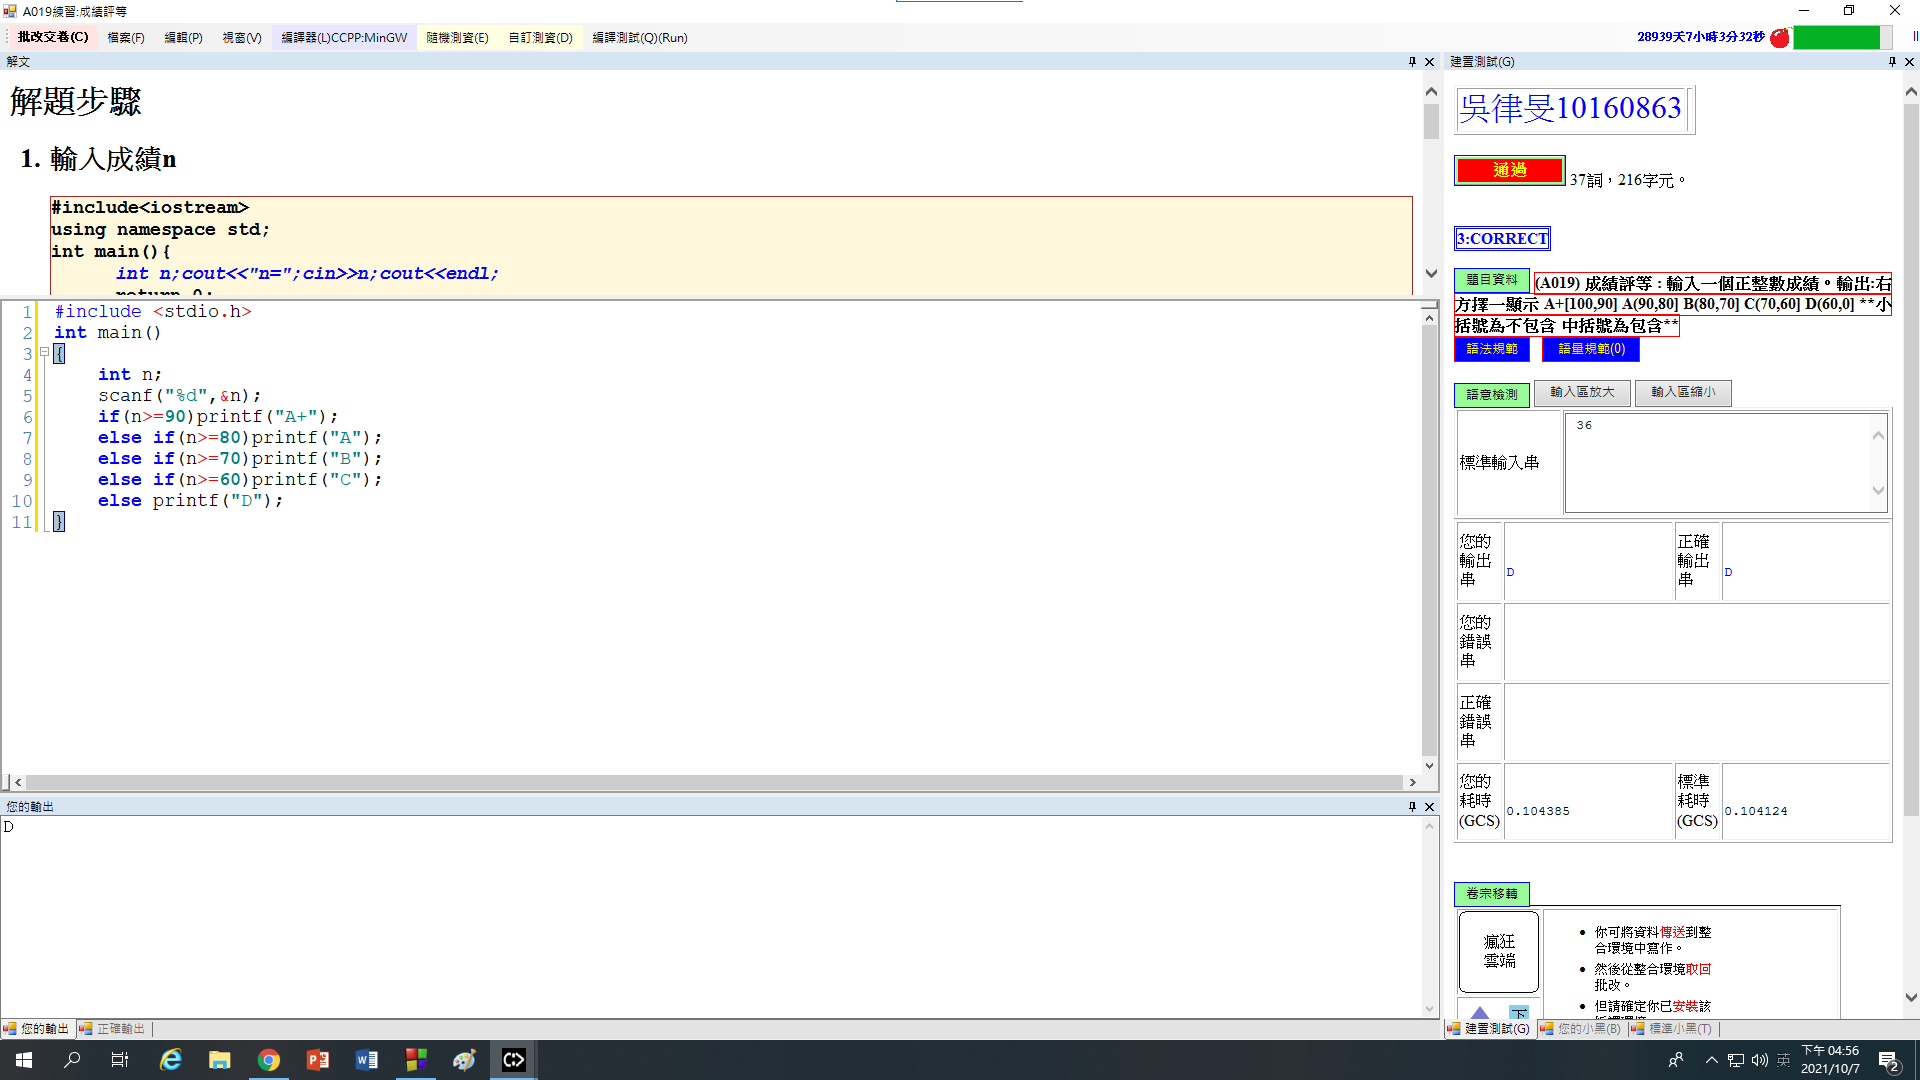 A019練習:成績評等
批改交卷(C) 檔案(F) 編輯(P) 視窗(V) 編譯器(L)CCPP:MinGW 隨機測資(E) 自訂測資(D) 編譯測試(Q)(Run)
28939天7小時3分32秒
解文
解題步驟
1. 輸入成績n
#include<iostream>
using namespace std;
int main(){
int n;cout<<"n=";cin>>n;cout<<endl;
return 0;
1 #include <stdio.h>
2 int main()
3 {
4 int n;
5 scanf("%d",&n);
6 if(n>=90)printf("A+");
7 else if(n>=80)printf("A");
8 else if(n>=70)printf("B");
9 else if(n>=60)printf("C");
10 else printf("D");
11 }
您的輸出
D
您的輸出 正確輸出
建置測試(G)
吳律旻10160863
通過 37詞，216字元。
3:CORRECT
題目資料 (A019) 成績評等：輸入一個正整數成績。輸出:右
方擇一顯示 A+[100,90] A(90,80] B(80,70] C(70,60] D(60,0] **小
括號為不包含 中括號為包含**
語法規範 語量規範(0)
語意檢測 輸入區放大 輸入區縮小
標準輸入串 36
您的
輸出
串
D
正確
輸出
串
D
您的
錯誤
串
正確
錯誤
串
您的
耗時
(GCS)
0.104385
標準
耗時
(GCS)
0.104124
卷宗移轉
瘋狂
雲端
下
你可將資料傳送到整
合環境中寫作。
然後從整合環境取回
批改。
但請確定你已安裝該
建置測試(G) 您的小黑(B) 標準小黑(T)
英
下午 04:56
2021/10/7
2